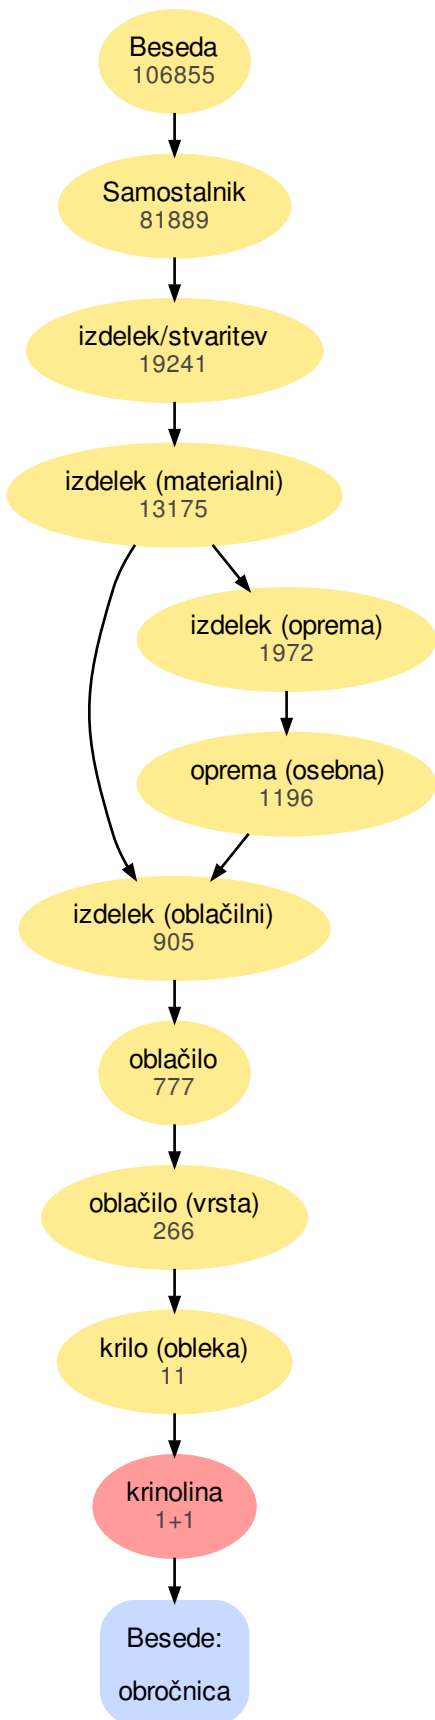 Beseda
106855
Samostalnik
81889
izdelek/stvaritev
19241
izdelek (materialni)
13175
izdelek (oprema)
1972
oprema (osebna)
1196
izdelek (oblačilni)
905
oblačilo
777
oblačilo (vrsta)
266
krilo (obleka)
11
krinolina
1+1
Besede:
obročnica